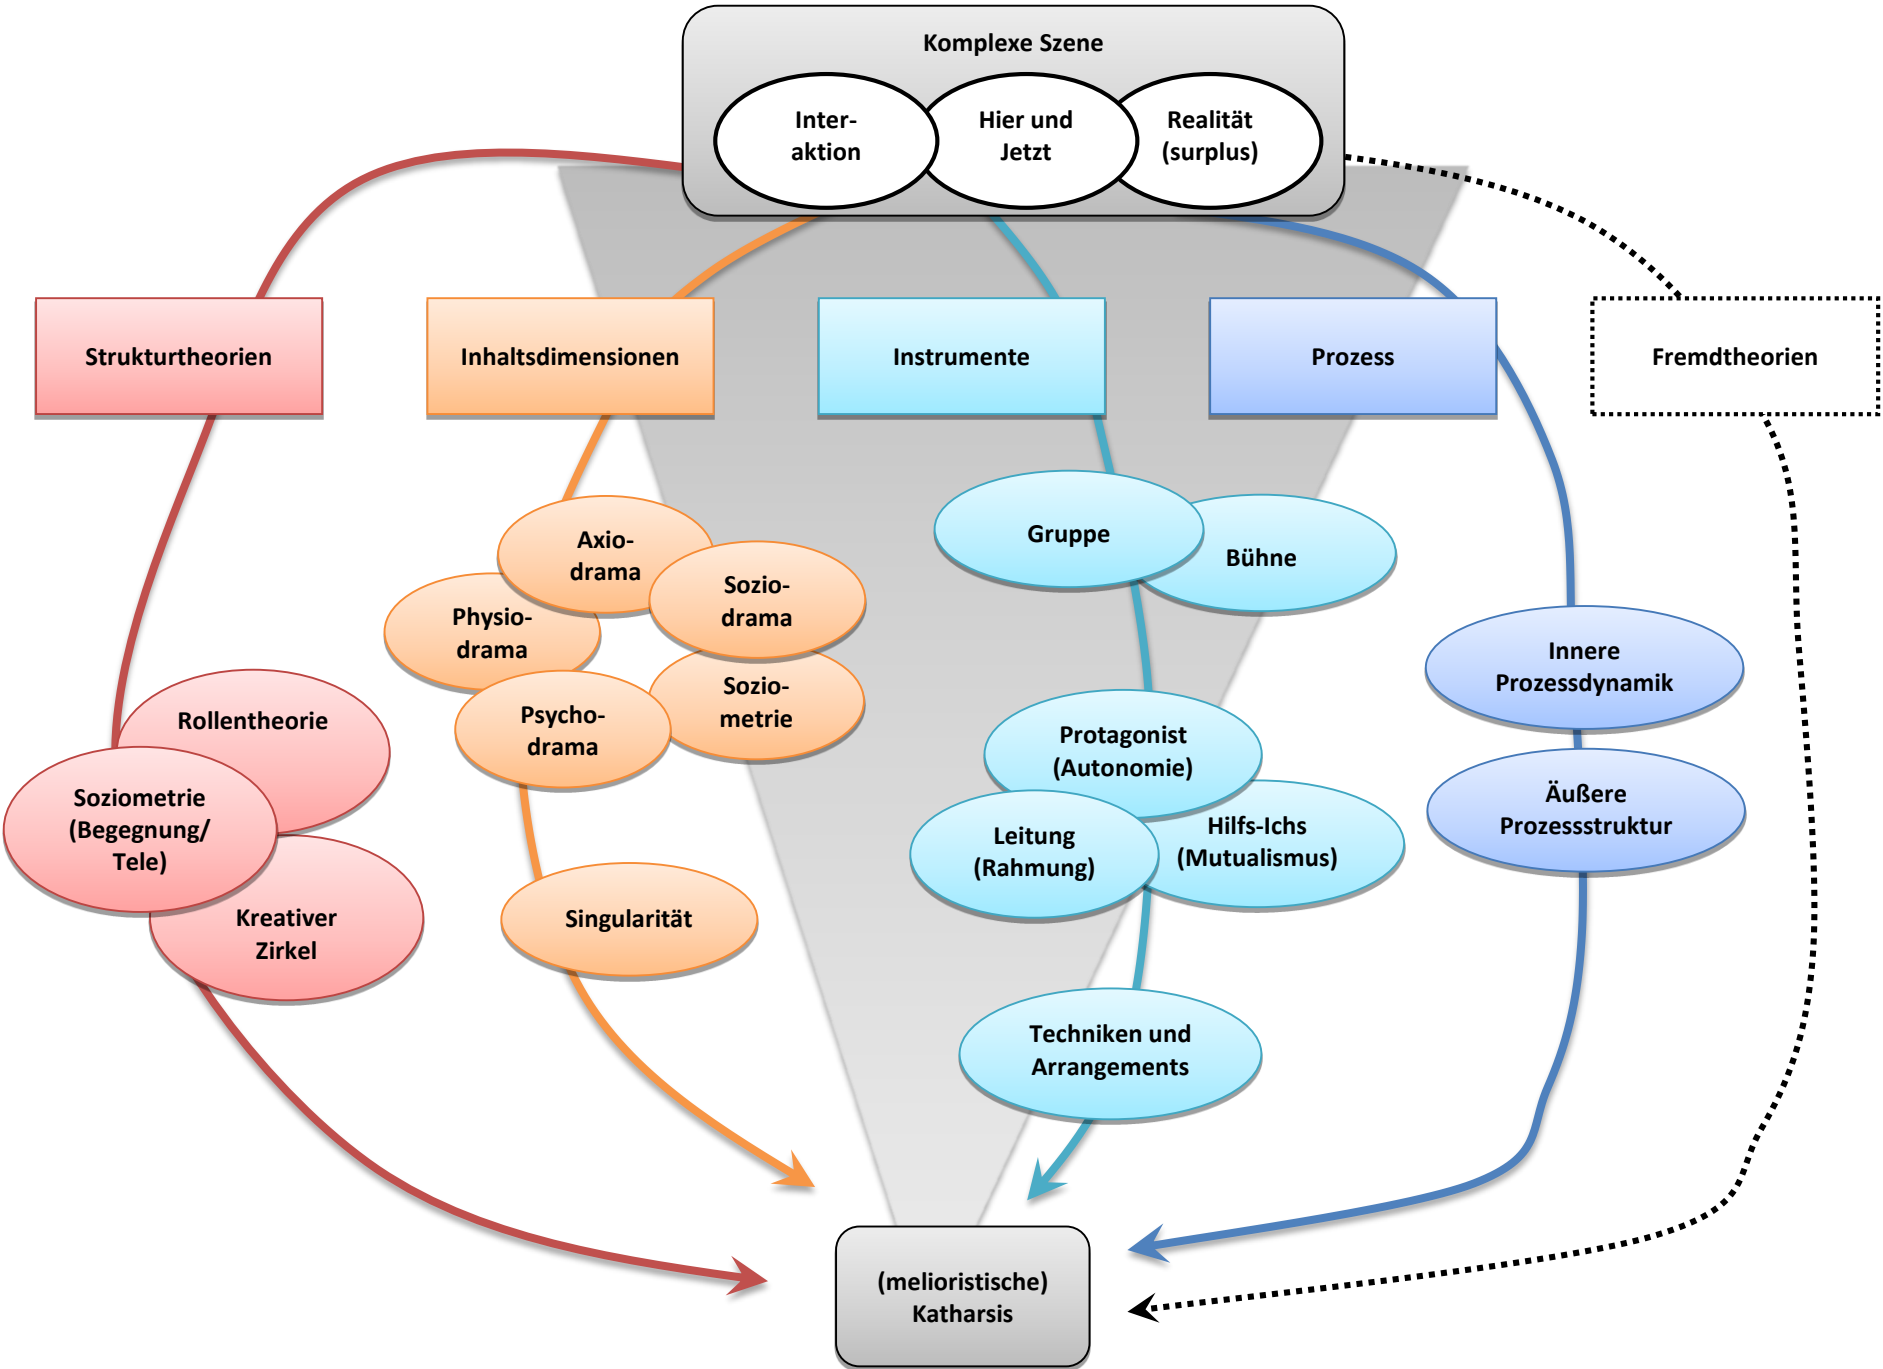 Komplexe Szene
Inter-
aktion
Hier und
Jetzt
Realität
(surplus)
Strukturtheorien
Inhaltsdimensionen
Instrumente
Prozess
Fremdtheorien
Rollentheorie
Soziometrie
(Begegnung/
Tele)
Kreativer
Zirkel
Axio-
drama
Sozio-
drama
Physio-
drama
Sozio-
metrie
Psycho-
drama
Singularität
Gruppe
Bühne
Protagonist
(Autonomie)
Leitung
(Rahmung)
Hilfs-Ichs
(Mutualismus)
Techniken und
Arrangements
Innere
Prozessdynamik
Äußere
Prozessstruktur
(melioristische)
Katharsis